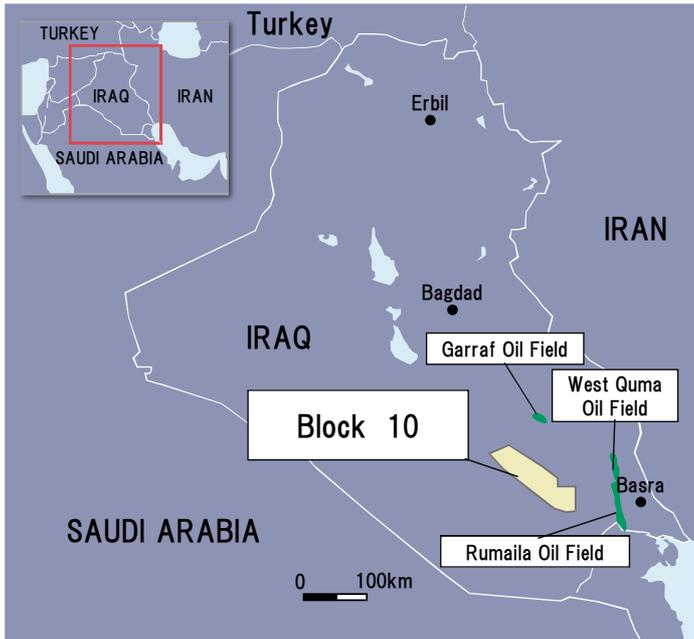 TURKEY
IRAQ
IRAN
SAUDI ARABIA
Turkey
Erbil
IRAN
Bagdad
IRAQ
Garraf Oil Field
West Quma
Oil Field
Block 10
Basra
SAUDI ARABIA
Rumaila Oil Field
0
100km